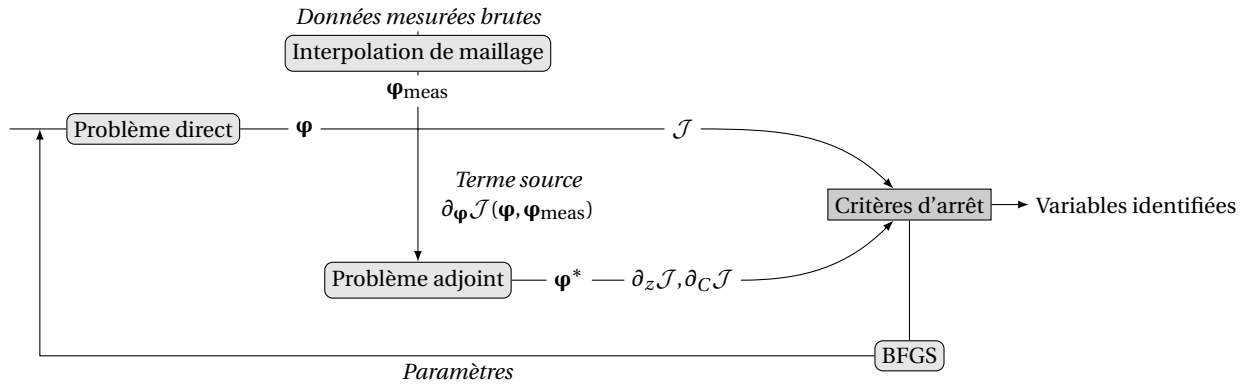 Données mesurées brutes
Interpolation de maillage
φmeas
Problème direct
φ
𝒥
Terme source
∂φ𝒥(φ,φmeas)
Critères d'arrêt
Variables identifiées
Problème adjoint
φ*
∂z𝒥,∂C𝒥
BFGS
Paramètres